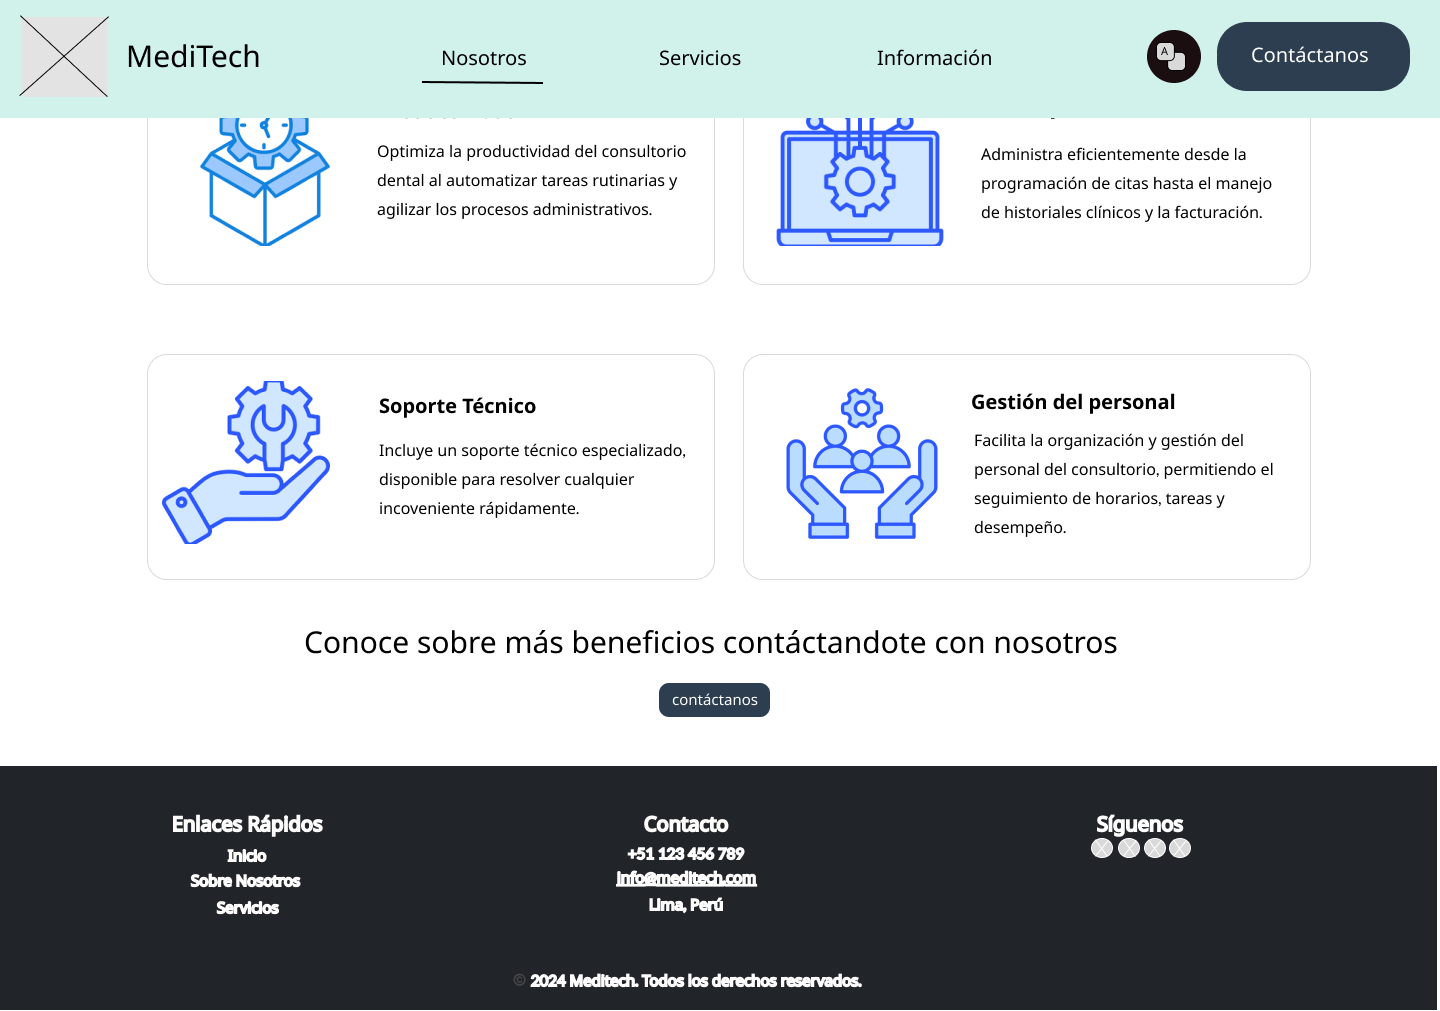 MediTech
Nosotros
Servicios
Información
A
Contáctanos
Optimiza la productividad del consultorio
dental al automatizar tareas rutinarias y
agilizar los procesos administrativos.
Administra eficientemente desde la
programación de citas hasta el manejo
de historiales clínicos y la facturación.
Soporte Técnico
Incluye un soporte técnico especializado,
disponible para resolver cualquier
incoveniente rápidamente.
Gestión del personal
Facilita la organización y gestión del
personal del consultorio, permitiendo el
seguimiento de horarios, tareas y
desempeño.
Conoce sobre más beneficios contáctandote con nosotros
contáctanos
Enlaces Rápidos
Inicio
Sobre Nosotros
Servicios
Contacto
+51 123 456 789
info@meditech.com
Lima, Perú
Síguenos
© 2024 Meditech. Todos los derechos reservados.